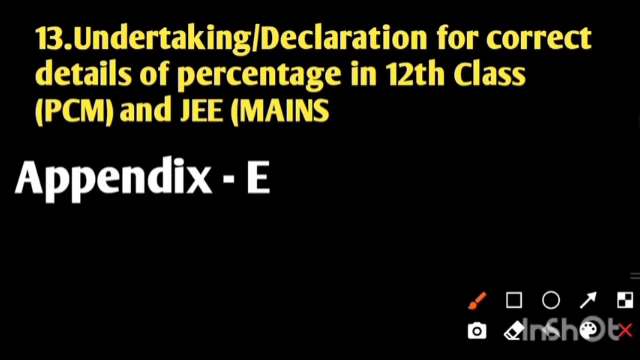 13.Undertaking/Declaration for correct
details of percentage in 12th Class
(PCM) and JEE (MAINS
Appendix - E
InShOt